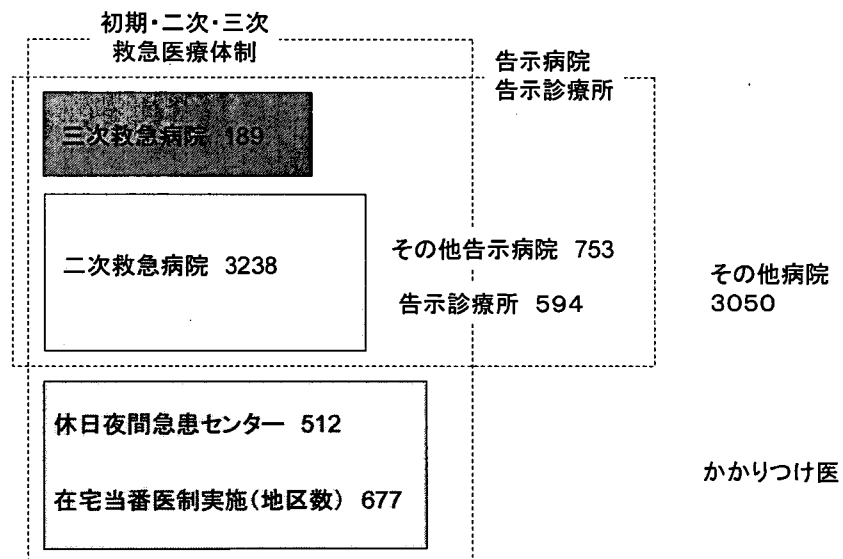 初期・二次・三次
救急医療体制
告示病院
告示診療所
三次救急病院 189
二次救急病院 3238
その他告示病院 753
告示診療所 594
その他病院
3050
休日夜間急患センター 512
在宅当番医制実施(地区数) 677
かかりつけ医